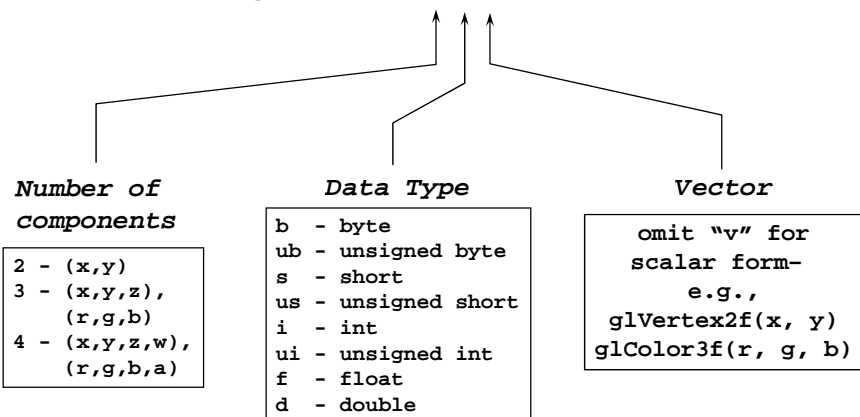 Number of
components
2 - (x,y)
3 - (x,y,z),
(r,g,b)
4 - (x,y,z,w),
(r,g,b,a)
Data Type
b - byte
ub - unsigned byte
s - short
us - unsigned short
i - int
ui - unsigned int
f - float
d - double
Vector
omit “v” for
scalar form–
e.g.,
glVertex2f(x, y)
glColor3f(r, g, b)